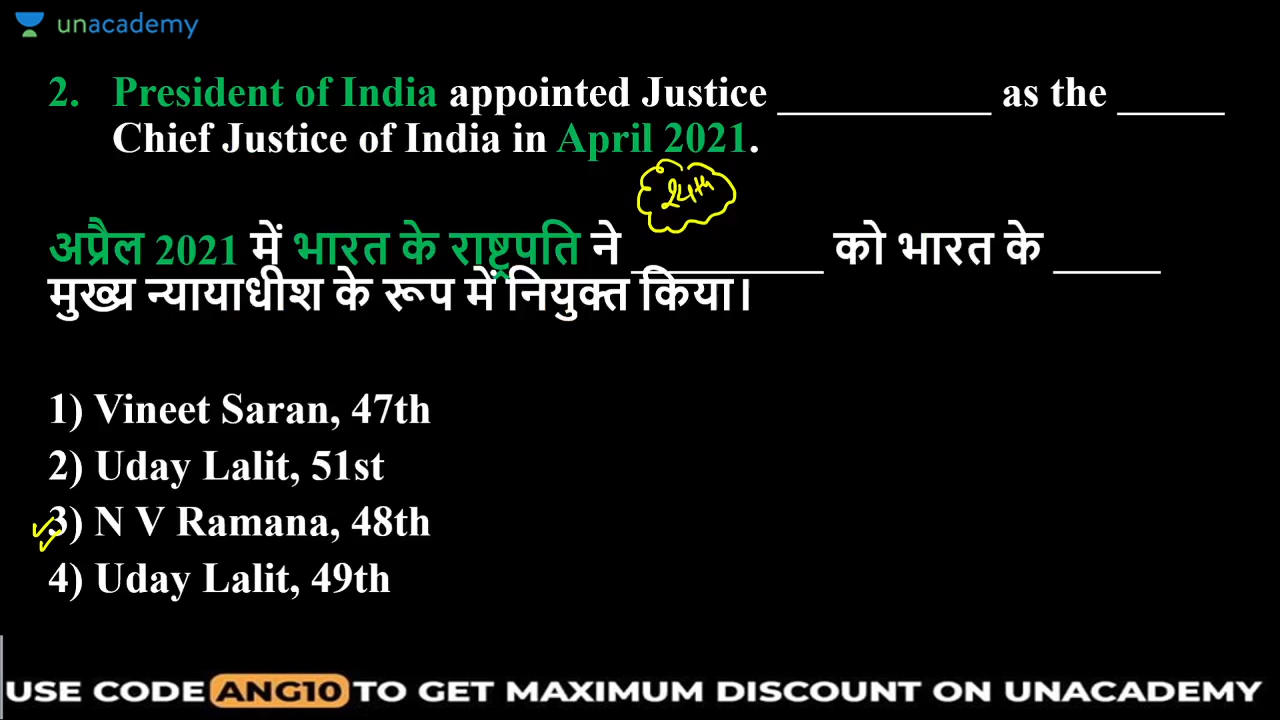 unacademy
2. President of India appointed Justice __________ as the _____
Chief Justice of India in April 2021.
24th
अप्रैल 2021 में भारत के राष्ट्रपति ने _________ को भारत के _____
मुख्य न्यायाधीश के रूप में नियुक्त किया।
1) Vineet Saran, 47th
2) Uday Lalit, 51st
3) N V Ramana, 48th
4) Uday Lalit, 49th
USE CODE ANG10 TO GET MAXIMUM DISCOUNT ON UNACADEMY